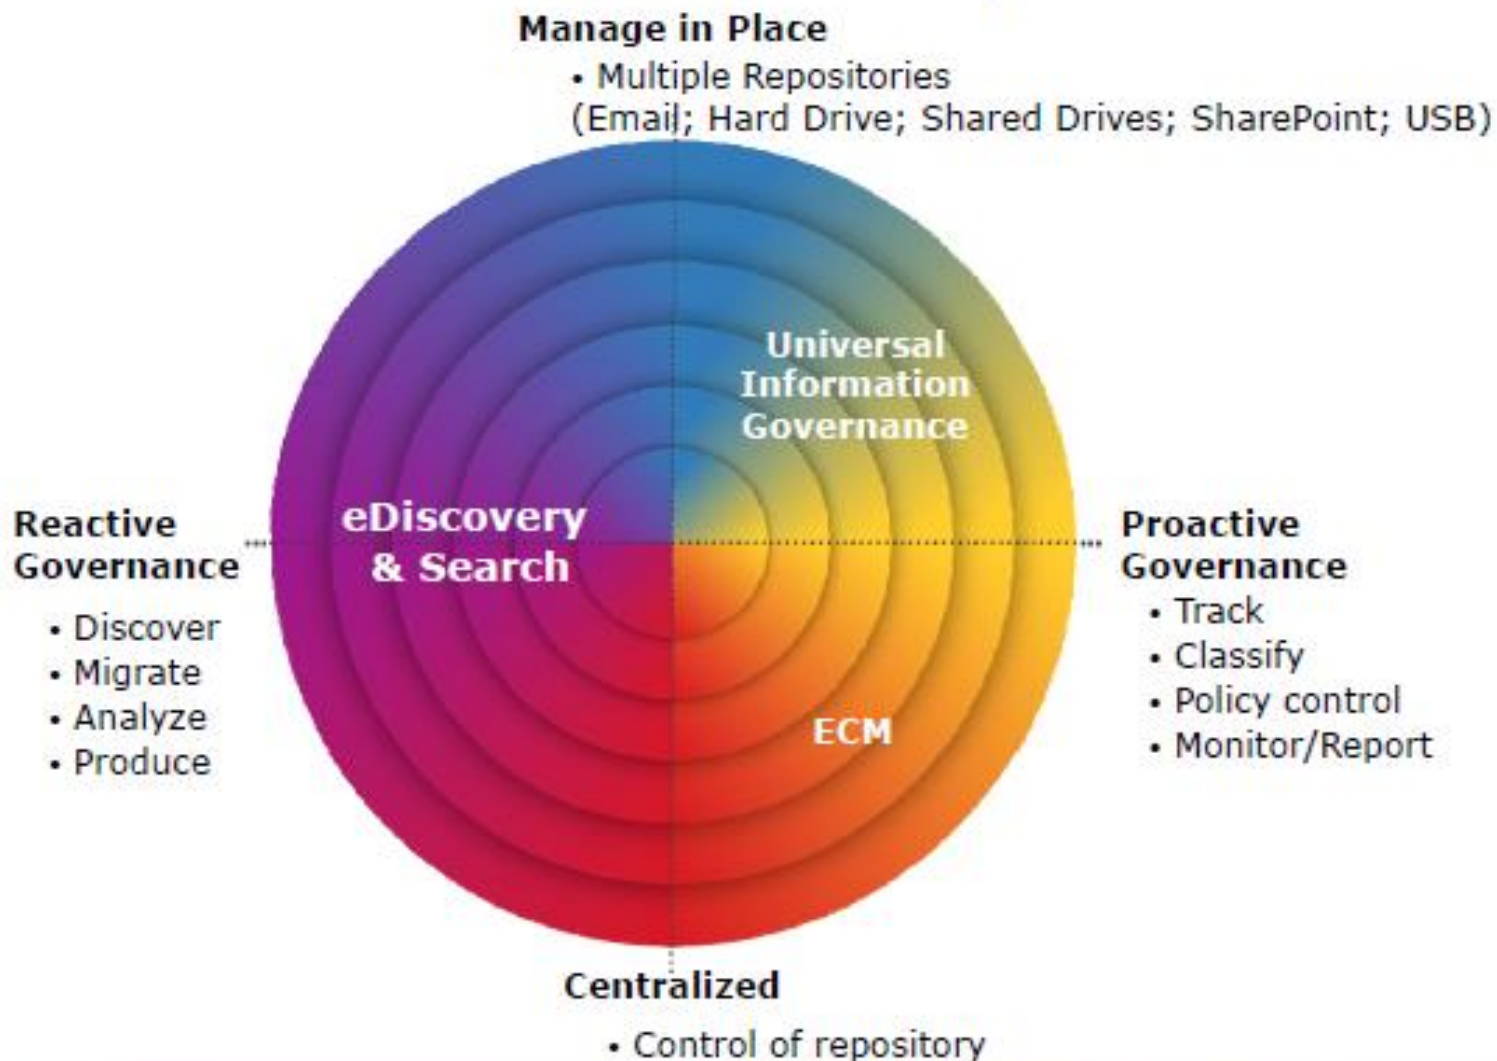 Manage in Place
• Multiple Repositories
(Email; Hard Drive; Shared Drives; SharePoint; USB)
Universal
Information
Governance
eDiscovery
& Search
Reactive
Governance
• Discover
• Migrate
• Analyze
• Produce
Proactive
Governance
• Track
• Classify
• Policy control
• Monitor/Report
ECM
Centralized
• Control of repository